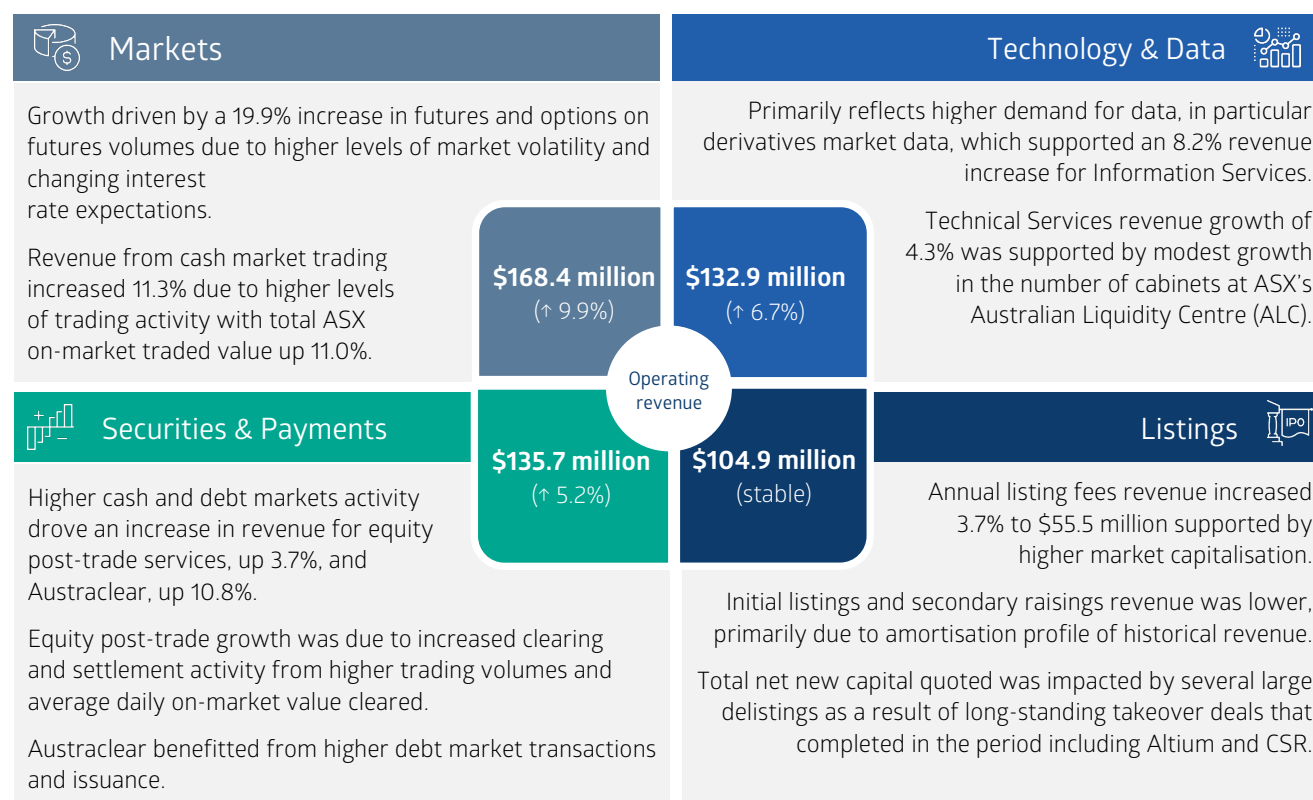 Markets
Growth driven by a 19.9% increase in futures and options on
futures volumes due to higher levels of market volatility and
changing interest
rate expectations.
Revenue from cash market trading
increased 11.3% due to higher levels
of trading activity with total ASX
on-market traded value up 11.0%.
$168.4 million
(↑ 9.9%)
Technology & Data
Primarily reflects higher demand for data, in particular
derivatives market data, which supported an 8.2% revenue
increase for Information Services.
Technical Services revenue growth of
4.3% was supported by modest growth
in the number of cabinets at ASX’s
Australian Liquidity Centre (ALC).
$132.9 million
(↑ 6.7%)
Operating
revenue
Securities & Payments
$135.7 million
(↑ 5.2%)
Higher cash and debt markets activity
drove an increase in revenue for equity
post-trade services, up 3.7%, and
Austraclear, up 10.8%.
Equity post-trade growth was due to increased clearing
and settlement activity from higher trading volumes and
average daily on-market value cleared.
Austraclear benefitted from higher debt market transactions
and issuance.
Listings
IPO
$104.9 million
(stable)
Annual listing fees revenue increased
3.7% to $55.5 million supported by
higher market capitalisation.
Initial listings and secondary raisings revenue was lower,
primarily due to amortisation profile of historical revenue.
Total net new capital quoted was impacted by several large
delistings as a result of long-standing takeover deals that
completed in the period including Altium and CSR.